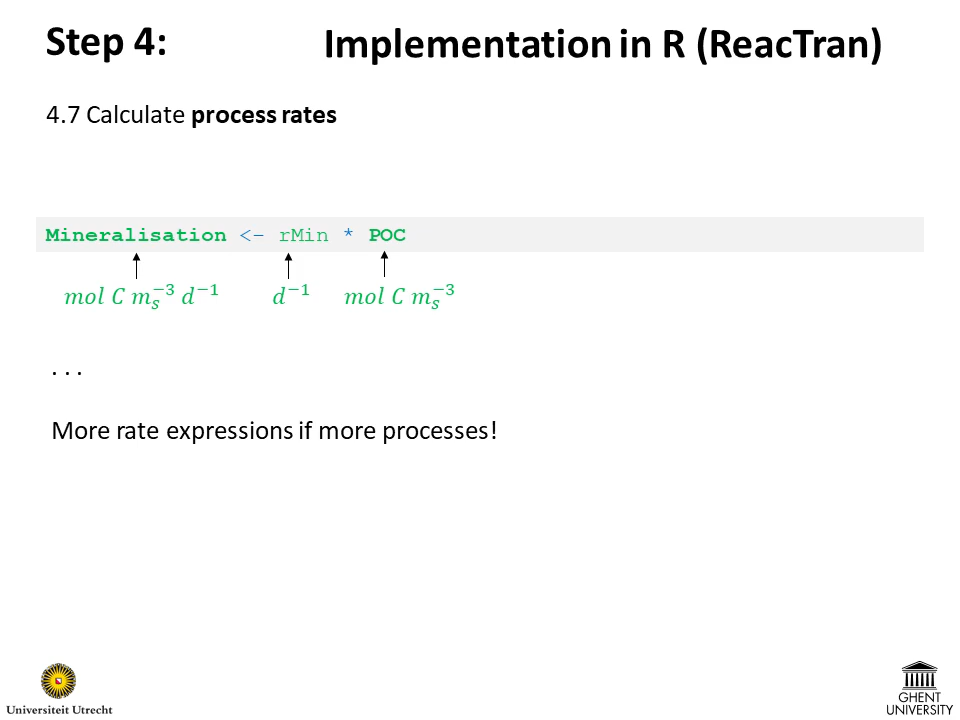 Step 4:
Implementation in R (ReacTran)
4.7 Calculate process rates
Mineralisation <- rMin * POC
mol C m_s^{-3} d^{-1}
d^{-1}
mol C m_s^{-3}
. . .
More rate expressions if more processes!
Universiteit Utrecht
GHENT
UNIVERSITY